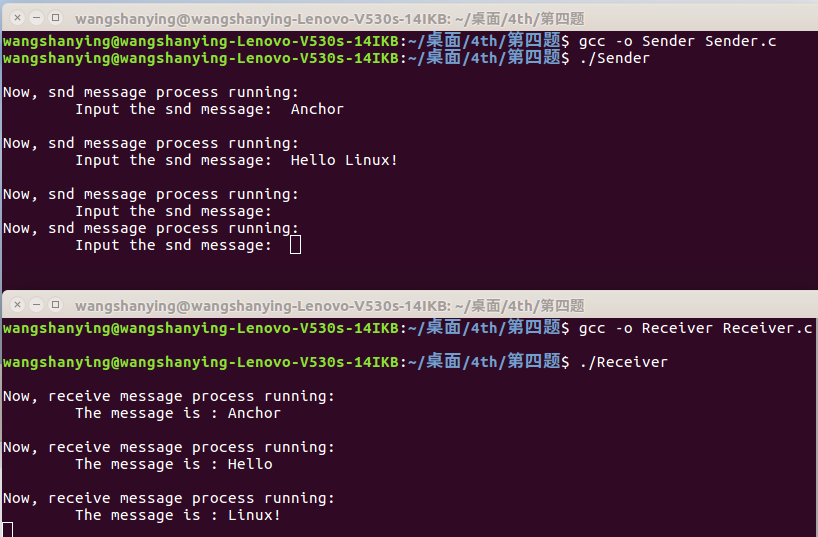 wangshanying@wangshanying-Lenovo-V530s-14IKB: ~/桌面/4th/第四题
wangshanying@wangshanying-Lenovo-V530s-14IKB:~/桌面/4th/第四题$ gcc -o Sender Sender.c
wangshanying@wangshanying-Lenovo-V530s-14IKB:~/桌面/4th/第四题$ ./Sender
Now, snd message process running:
Input the snd message:  Anchor
Now, snd message process running:
Input the snd message:  Hello Linux!
Now, snd message process running:
Input the snd message:
Now, snd message process running:
Input the snd message:
wangshanying@wangshanying-Lenovo-V530s-14IKB: ~/桌面/4th/第四题
wangshanying@wangshanying-Lenovo-V530s-14IKB:~/桌面/4th/第四题$ gcc -o Receiver Receiver.c
wangshanying@wangshanying-Lenovo-V530s-14IKB:~/桌面/4th/第四题$ ./Receiver
Now, receive message process running:
The message is : Anchor
Now, receive message process running:
The message is : Hello
Now, receive message process running:
The message is : Linux!